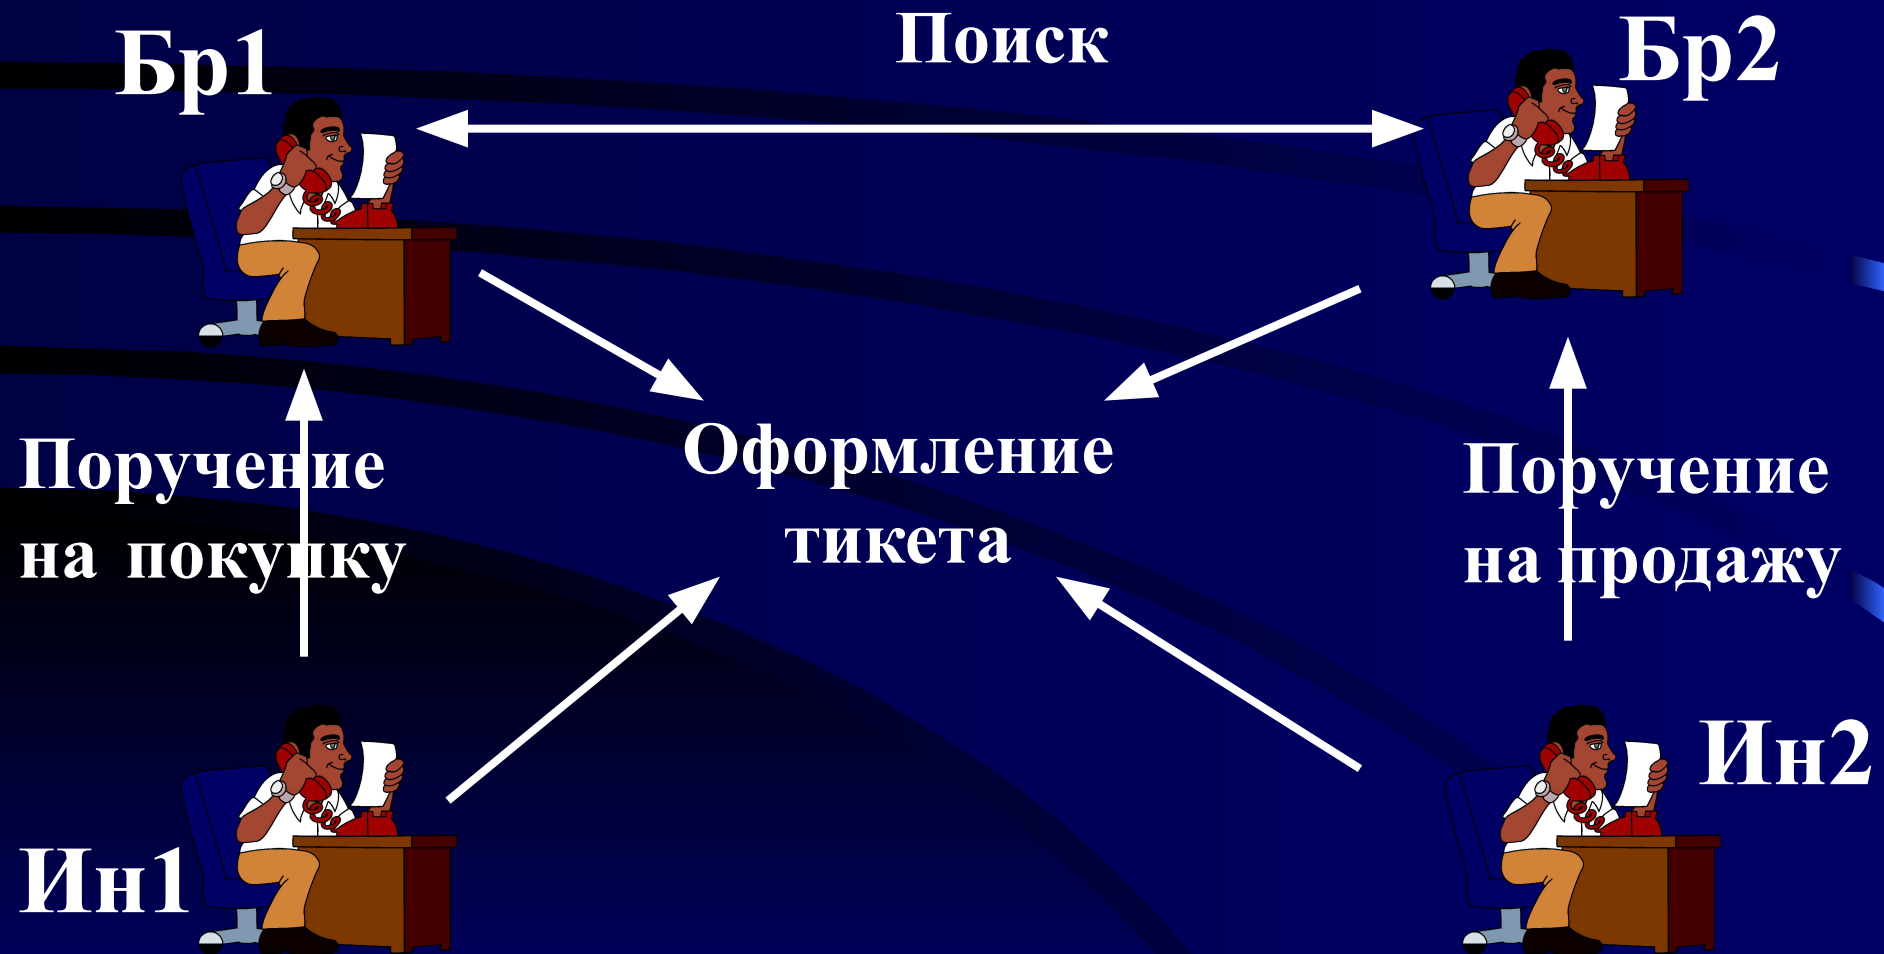 Бр1
Поиск
Бр2
Поручение
на покупку
Оформление
тикета
Поручение
на продажу
Ин1
Ин2